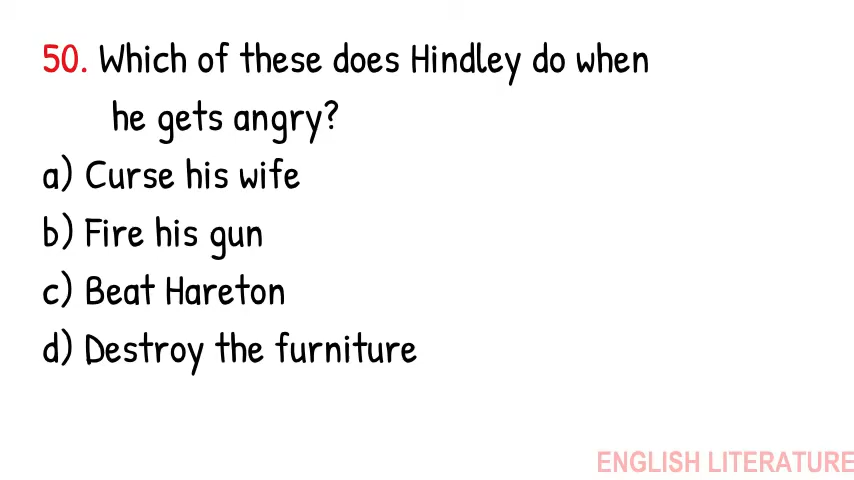 50. Which of these does Hindley do when
he gets angry?
a) Curse his wife
b) Fire his gun
c) Beat Hareton
d) Destroy the furniture
ENGLISH LITERATURE